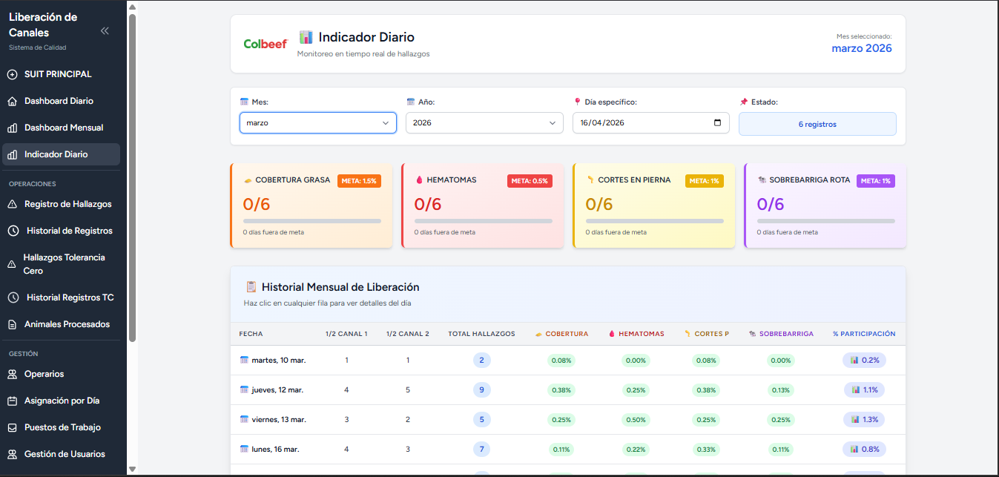 Liberación de
Canales
Sistema de Calidad
SUIT PRINCIPAL
Dashboard Diario
Dashboard Mensual
Indicador Diario
OPERACIONES
Registro de Hallazgos
Historial de Registros
Hallazgos Tolerancia
Cero
Historial Registros TC
Animales Procesados
GESTIÓN
Operarios
Asignación por Día
Puestos de Trabajo
Gestión de Usuarios
Colbeef
Indicador Diario
Monitoreo en tiempo real de hallazgos
Mes seleccionado:
marzo 2026
Mes:
Año:
Día específico:
Estado:
marzo
2026
16/04/2026
6 registros
COBERTURA GRASA META: 1.5%
0/6
0 días fuera de meta
HEMATOMAS META: 0.5%
0/6
0 días fuera de meta
CORTES EN PIERNA META: 1%
0/6
0 días fuera de meta
SOBREBARRIGA ROTA META: 1%
0/6
0 días fuera de meta
Historial Mensual de Liberación
Haz clic en cualquier fila para ver detalles del día
FECHA 1/2 CANAL 1 1/2 CANAL 2 TOTAL HALLAZGOS COBERTURA HEMATOMAS CORTES P SOBREBARRIGA % PARTICIPACIÓN
martes, 10 mar. 1 1 2 0.08% 0.00% 0.08% 0.00% 0.2%
jueves, 12 mar. 4 5 9 0.38% 0.25% 0.38% 0.13% 1.1%
viernes, 13 mar. 3 2 5 0.25% 0.50% 0.25% 0.25% 1.3%
lunes, 16 mar. 4 3 7 0.11% 0.22% 0.33% 0.11% 0.8%